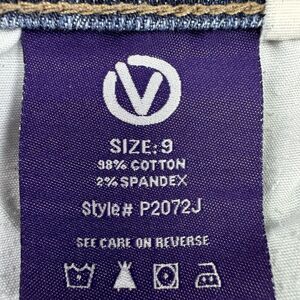 V
SIZE: 9
98% COTTON
2% SPANDEX
Style# P2072J
SEE CARE ON REVERSE